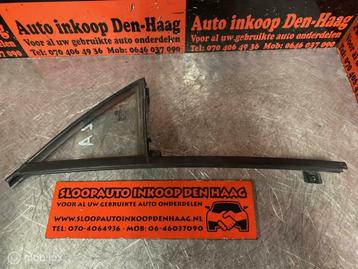 Auto inkoop Den-Haag
Al uw gebruikte auto onderdelen
Tel: 070 406 49 36 Mob: 0646 037 090
Auto inkoop Den-Haag
Voor al uw gebruikte auto onderdelen
Tel: 070 406 49 36 Mob: 0646 037 090
SLOOPAUTO INKOOP DEN HAAG
VOOR AL UW GEBRUIKTE AUTO ONDERDELEN
WWW.SLOOPAUTOINKOOPDENHAAG.NL
TEL: 070-4064936 - MOB: 06-46037090
Marktplaats